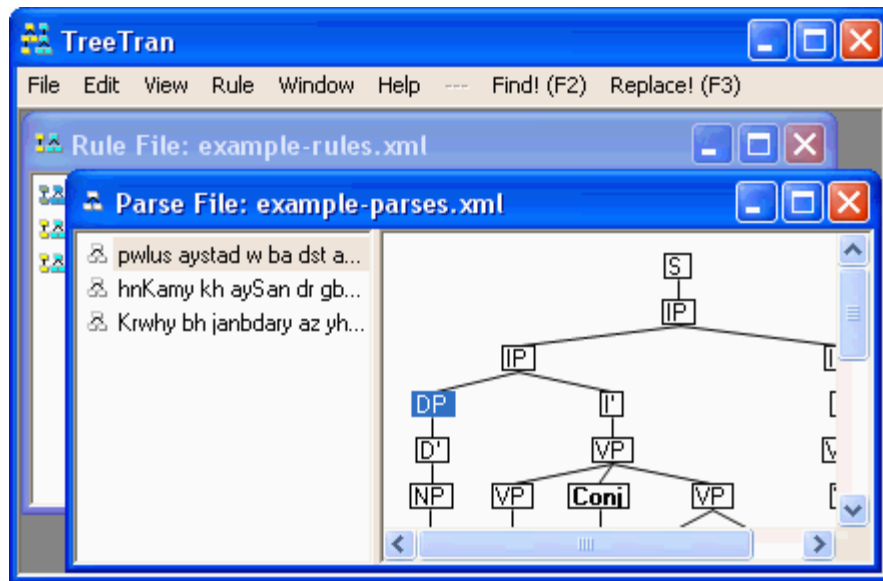 TreeTran
File Edit View Rule Window Help --- Find! (F2) Replace! (F3)
Rule File: example-rules.xml
Parse File: example-parses.xml
pwlus aystad w ba dst a...
hnKamy kh aySan dr gb...
Krwhy bh janbdary az yh...
S
IP
IP
DP I'
D' VP
NP VP Conj VP